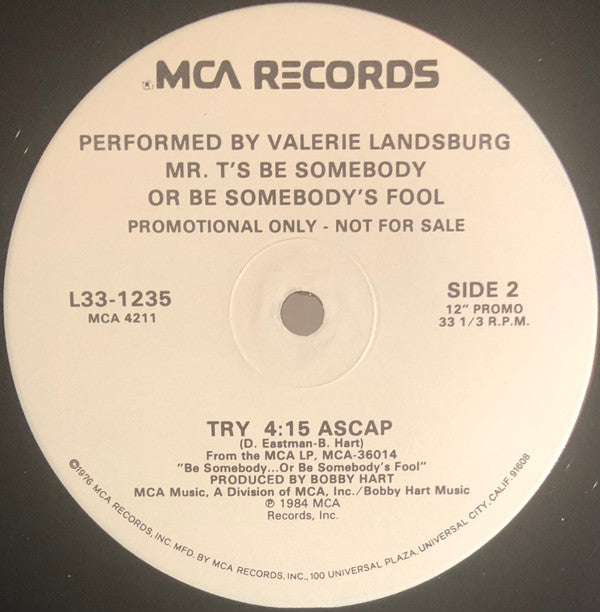 MCA RECORDS
PERFORMED BY VALERIE LANDSBURG
MR. T'S BE SOMEBODY
OR BE SOMEBODY'S FOOL
PROMOTIONAL ONLY - NOT FOR SALE
L33-1235
MCA 4211
SIDE 2
12" PROMO
33 1/3 R.P.M.
TRY 4:15 ASCAP
(D. Eastman-B. Hart)
From the MCA LP, MCA-36014
"Be Somebody...Or Be Somebody's Fool"
PRODUCED BY BOBBY HART
MCA Music, A Division of MCA, Inc./Bobby Hart Music
℗ 1984 MCA
Records, Inc.
©1976 MCA RECORDS, INC. MFD. BY MCA RECORDS, INC., 100 UNIVERSAL PLAZA, UNIVERSAL CITY, CALIF. 91608